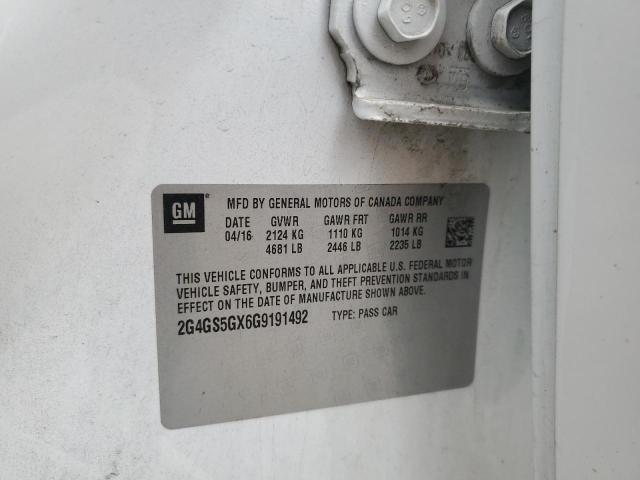 GM
MFD BY GENERAL MOTORS OF CANADA COMPANY
DATE GVWR GAWR FRT GAWR RR
04/16 2124 KG 1110 KG 1014 KG
4681 LB 2446 LB 2235 LB
THIS VEHICLE CONFORMS TO ALL APPLICABLE U.S. FEDERAL MOTOR
VEHICLE SAFETY, BUMPER, AND THEFT PREVENTION STANDARDS IN
EFFECT ON THE DATE OF MANUFACTURE SHOWN ABOVE.
2G4GS5GX6G9191492 TYPE: PASS CAR